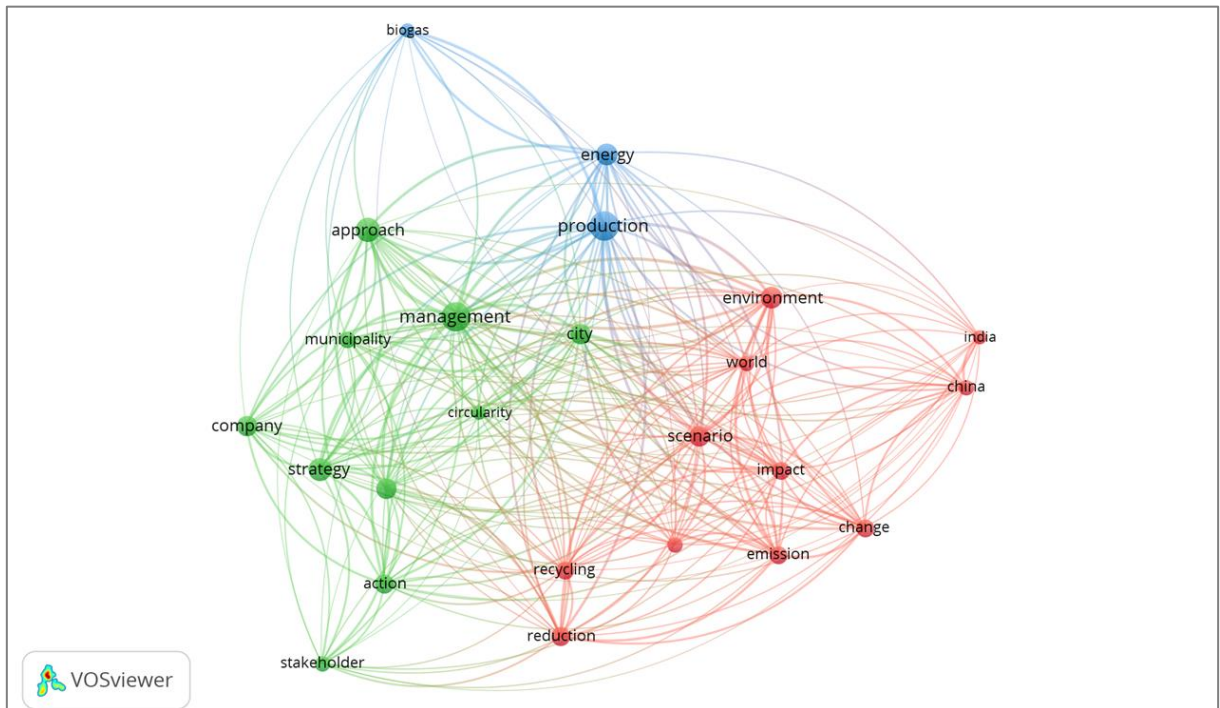 biogas
energy
production
approach
environment
management
city
municipality
india
world
china
circularity
company
scenario
strategy
impact
change
emission
recycling
action
reduction
stakeholder
VOSviewer